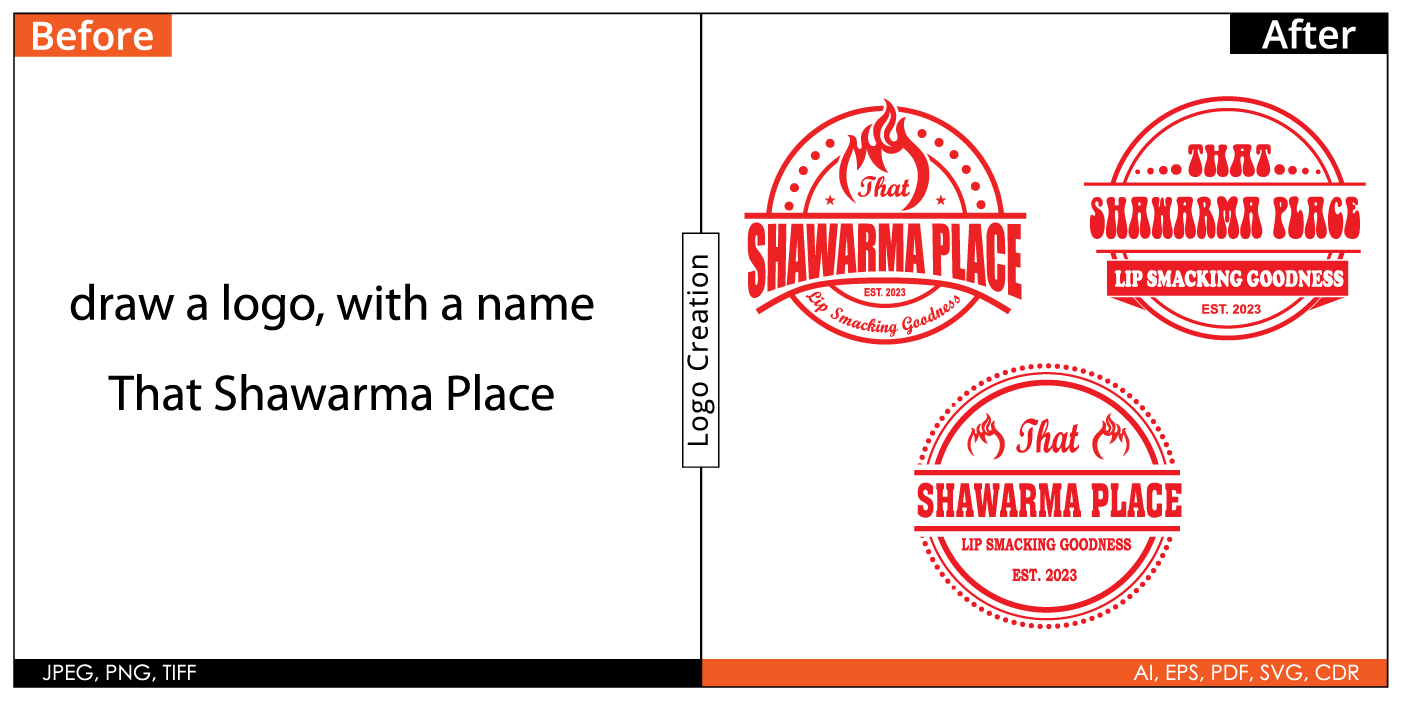 Before
After
draw a logo, with a name
That Shawarma Place
Logo Creation
That
SHAWARMA PLACE
EST. 2023
Lip Smacking Goodness
THAT
SHAWARMA PLACE
LIP SMACKING GOODNESS
EST. 2023
That
SHAWARMA PLACE
LIP SMACKING GOODNESS
EST. 2023
JPEG, PNG, TIFF
AI, EPS, PDF, SVG, CDR